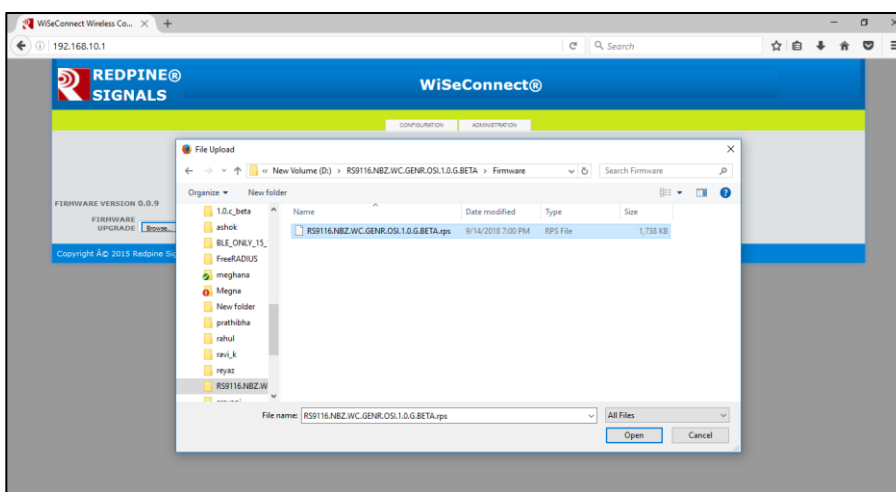 WiSeConnect Wireless Co...
192.168.10.1
Search
REDPINE®
SIGNALS
WiSeConnect®
CONFIGURATION ADMINISTRATION
File Upload
« New Volume (D:) > RS9116.NBZ.WC.GENR.OSI.1.0.G.BETA > Firmware
Search Firmware
Organize New folder
Name Date modified Type Size
1.0.c_beta
RS9116.NBZ.WC.GENR.OSI.1.0.G.BETA.rps 9/14/2018 7:00 PM RPS File 1,738 KB
ashok
BLE_ONLY_15_
FreeRADIUS
meghana
Megna
New folder
prathibha
rahul
ravi_k
reyaz
RS9116.NBZ.W
FIRMWARE VERSION 0.0.9
FIRMWARE
UPGRADE Browse...
Copyright Â© 2015 Redpine Sig
File name: RS9116.NBZ.WC.GENR.OSI.1.0.G.BETA.rps All Files
Open Cancel